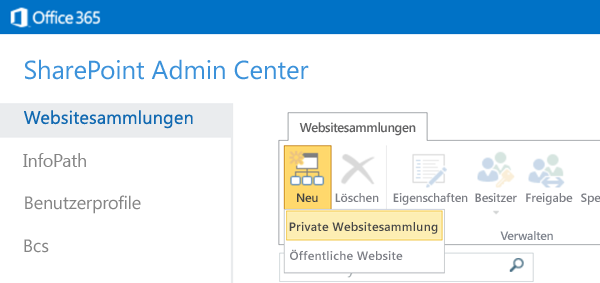 Office 365
SharePoint Admin Center
Websitesammlungen
InfoPath
Benutzerprofile
Bcs
Websitesammlungen
Neu
Löschen
Eigenschaften
Besitzer
Freigabe
Spe
Private Websitesammlung
Öffentliche Website
Verwalten